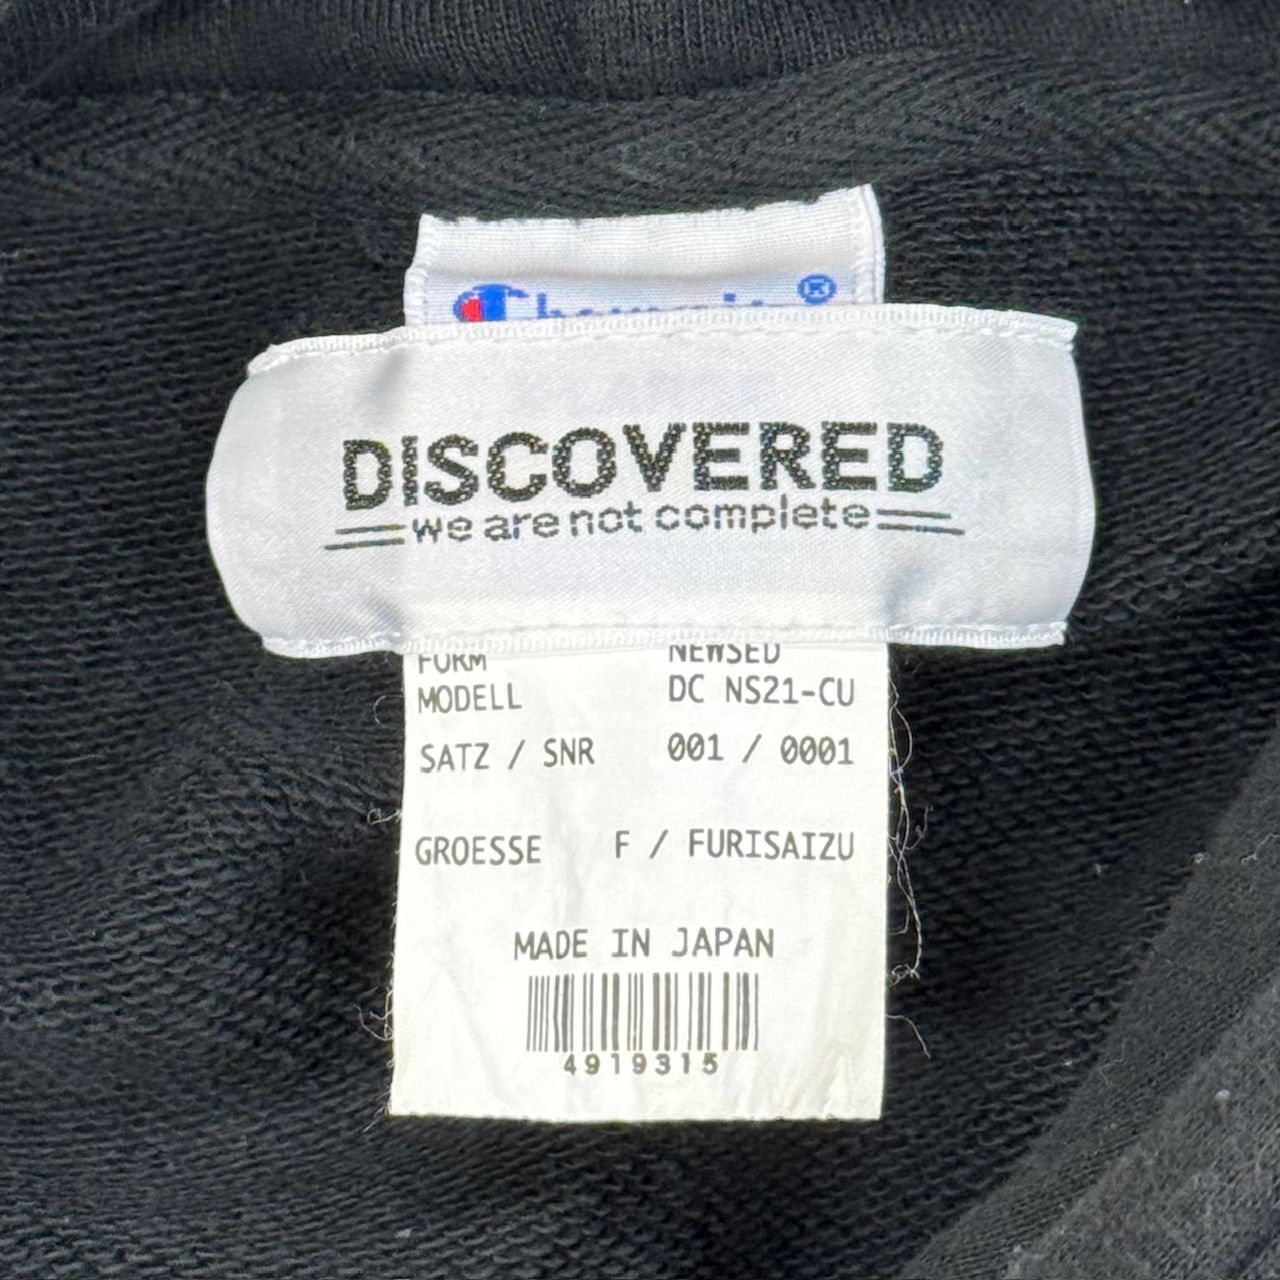 Champion®
DISCOVERED
we are not complete
FORM NEWSED
MODELL DC NS21-CU
SATZ / SNR 001 / 0001
GROESSE F / FURISAIZU
MADE IN JAPAN
4919315